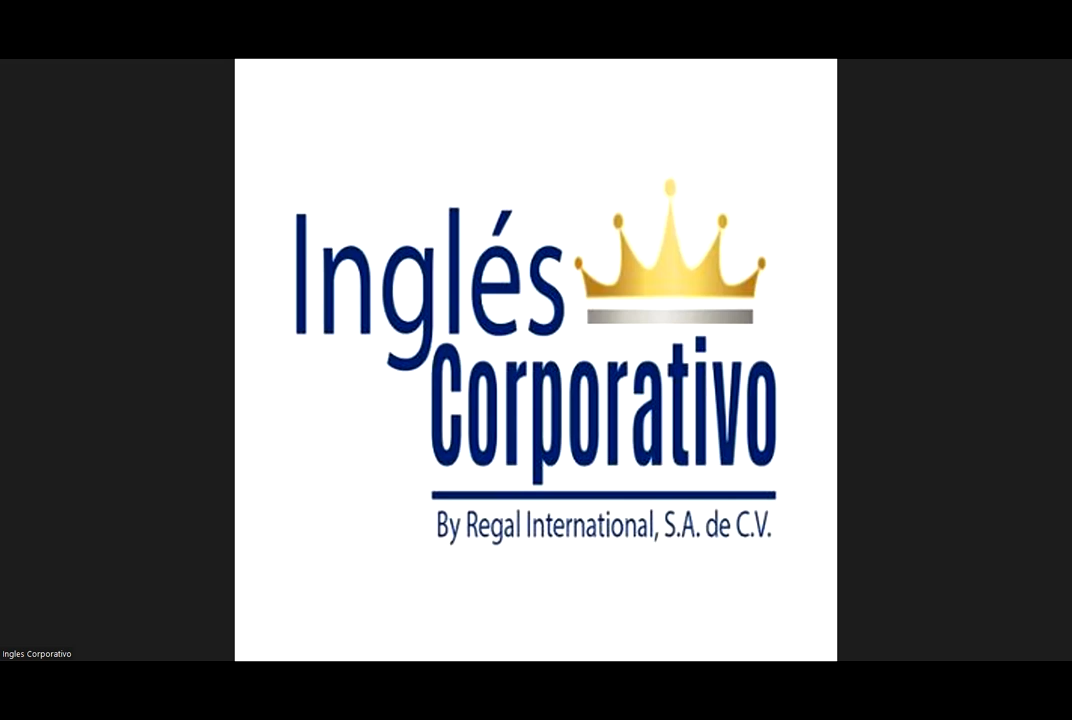 Inglés
Corporativo
By Regal International, S.A. de C.V.
Ingles Corporativo